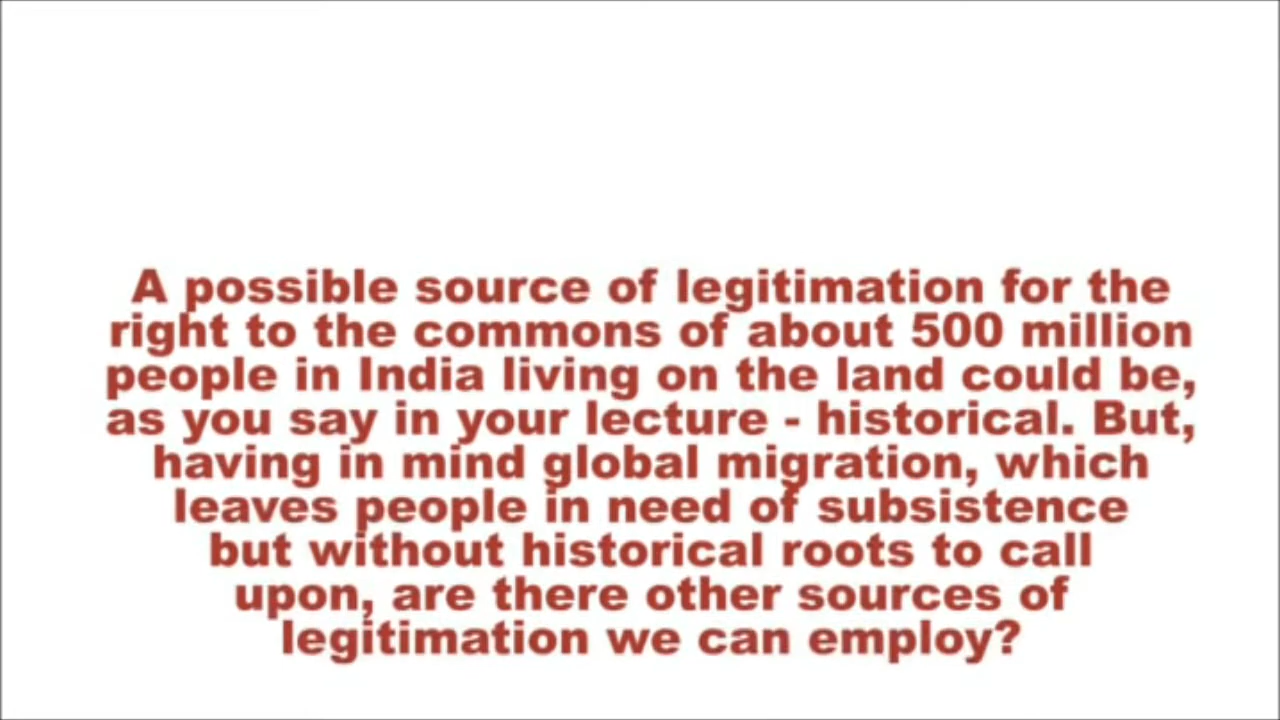 A possible source of legitimation for the
right to the commons of about 500 million
people in India living on the land could be,
as you say in your lecture - historical. But,
having in mind global migration, which
leaves people in need of subsistence
but without historical roots to call
upon, are there other sources of
legitimation we can employ?